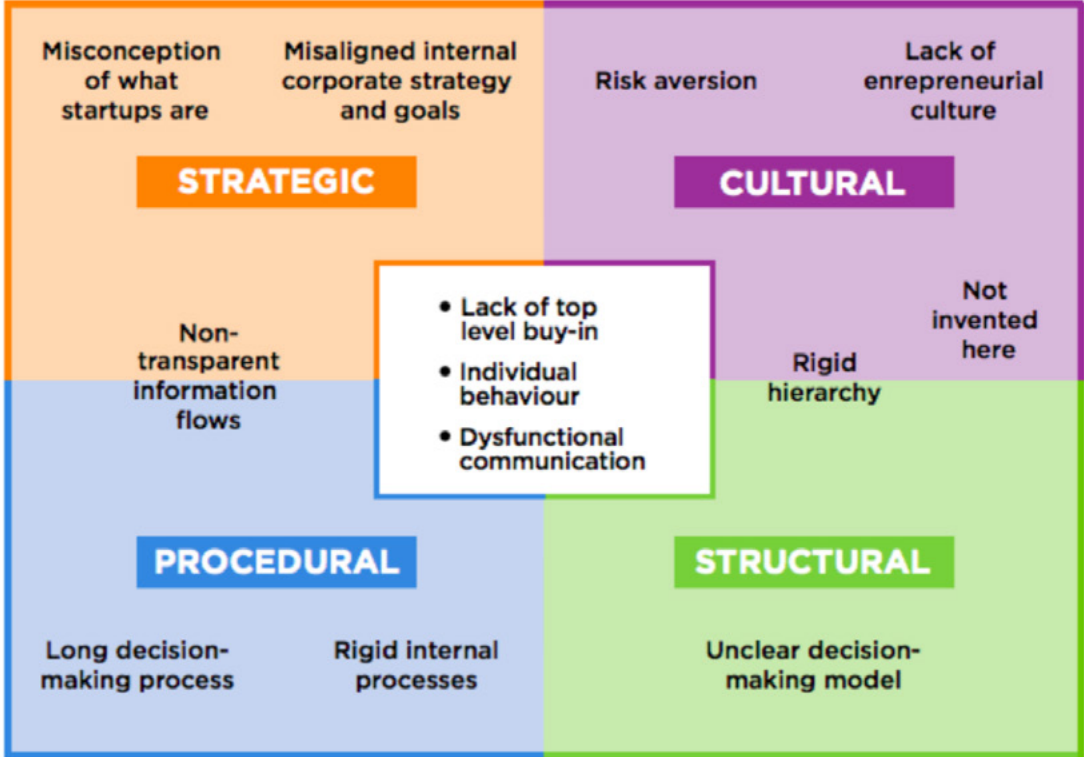 Misconception
of what
startups are
Misaligned internal
corporate strategy
and goals
STRATEGIC
Risk aversion
Lack of
enrepreneurial
culture
CULTURAL
Non-
transparent
information
flows
• Lack of top
level buy-in
• Individual
behaviour
• Dysfunctional
communication
Rigid
hierarchy
Not
invented
here
PROCEDURAL
Long decision-
making process
Rigid internal
processes
STRUCTURAL
Unclear decision-
making model